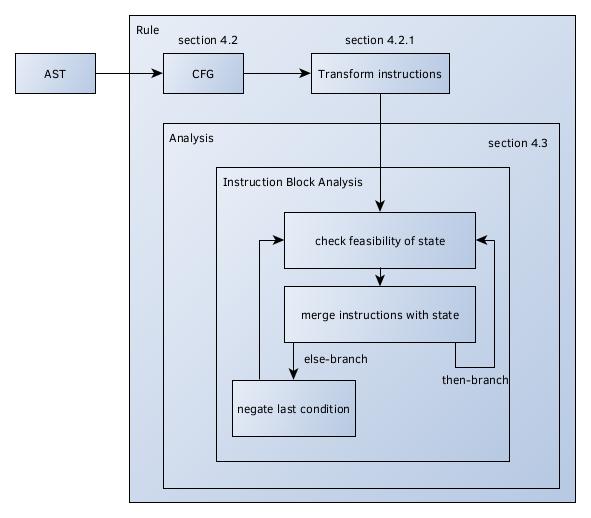 Rule
section 4.2
section 4.2.1
AST
CFG
Transform instructions
Analysis
section 4.3
Instruction Block Analysis
check feasibility of state
merge instructions with state
else-branch
then-branch
negate last condition